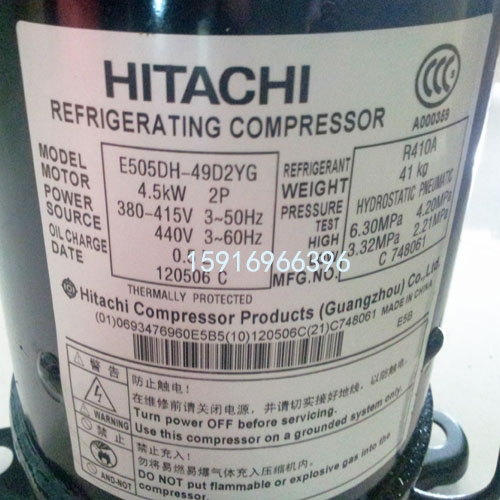 HITACHI
CCC
REFRIGERATING COMPRESSOR
A000389
MODEL E505DH-49D2YG
MOTOR 4.5kW 2P
POWER SOURCE 380-415V 3~50Hz
440V 3~60Hz
OIL CHARGE 0.
DATE 120506 C
REFRIGERANT R410A
WEIGHT 41 kg
PRESSURE TEST HYDROSTATIC PNEUMATIC
HIGH 6.30MPa 4.20MPa
3.32MPa 2.21MPa
MFG.NO. C 748061
15916966396
THERMALLY PROTECTED
Hitachi Compressor Products (Guangzhou) Co.,Ltd.
(01)0693476960E5B5(10)120506C(21)C748061 MADE IN CHINA
E5B
警告
WARNING
防止触电!
在维修前请关闭电源,并请切实接好地线,以防触电.
Turn power OFF before servicing.
Use this compressor on a grounded system only.
禁止
AND-NOT
禁止充入!
勿将易燃易爆气体充入压缩机内.
DO NOT put flammable or explosive gas into the
compressor.